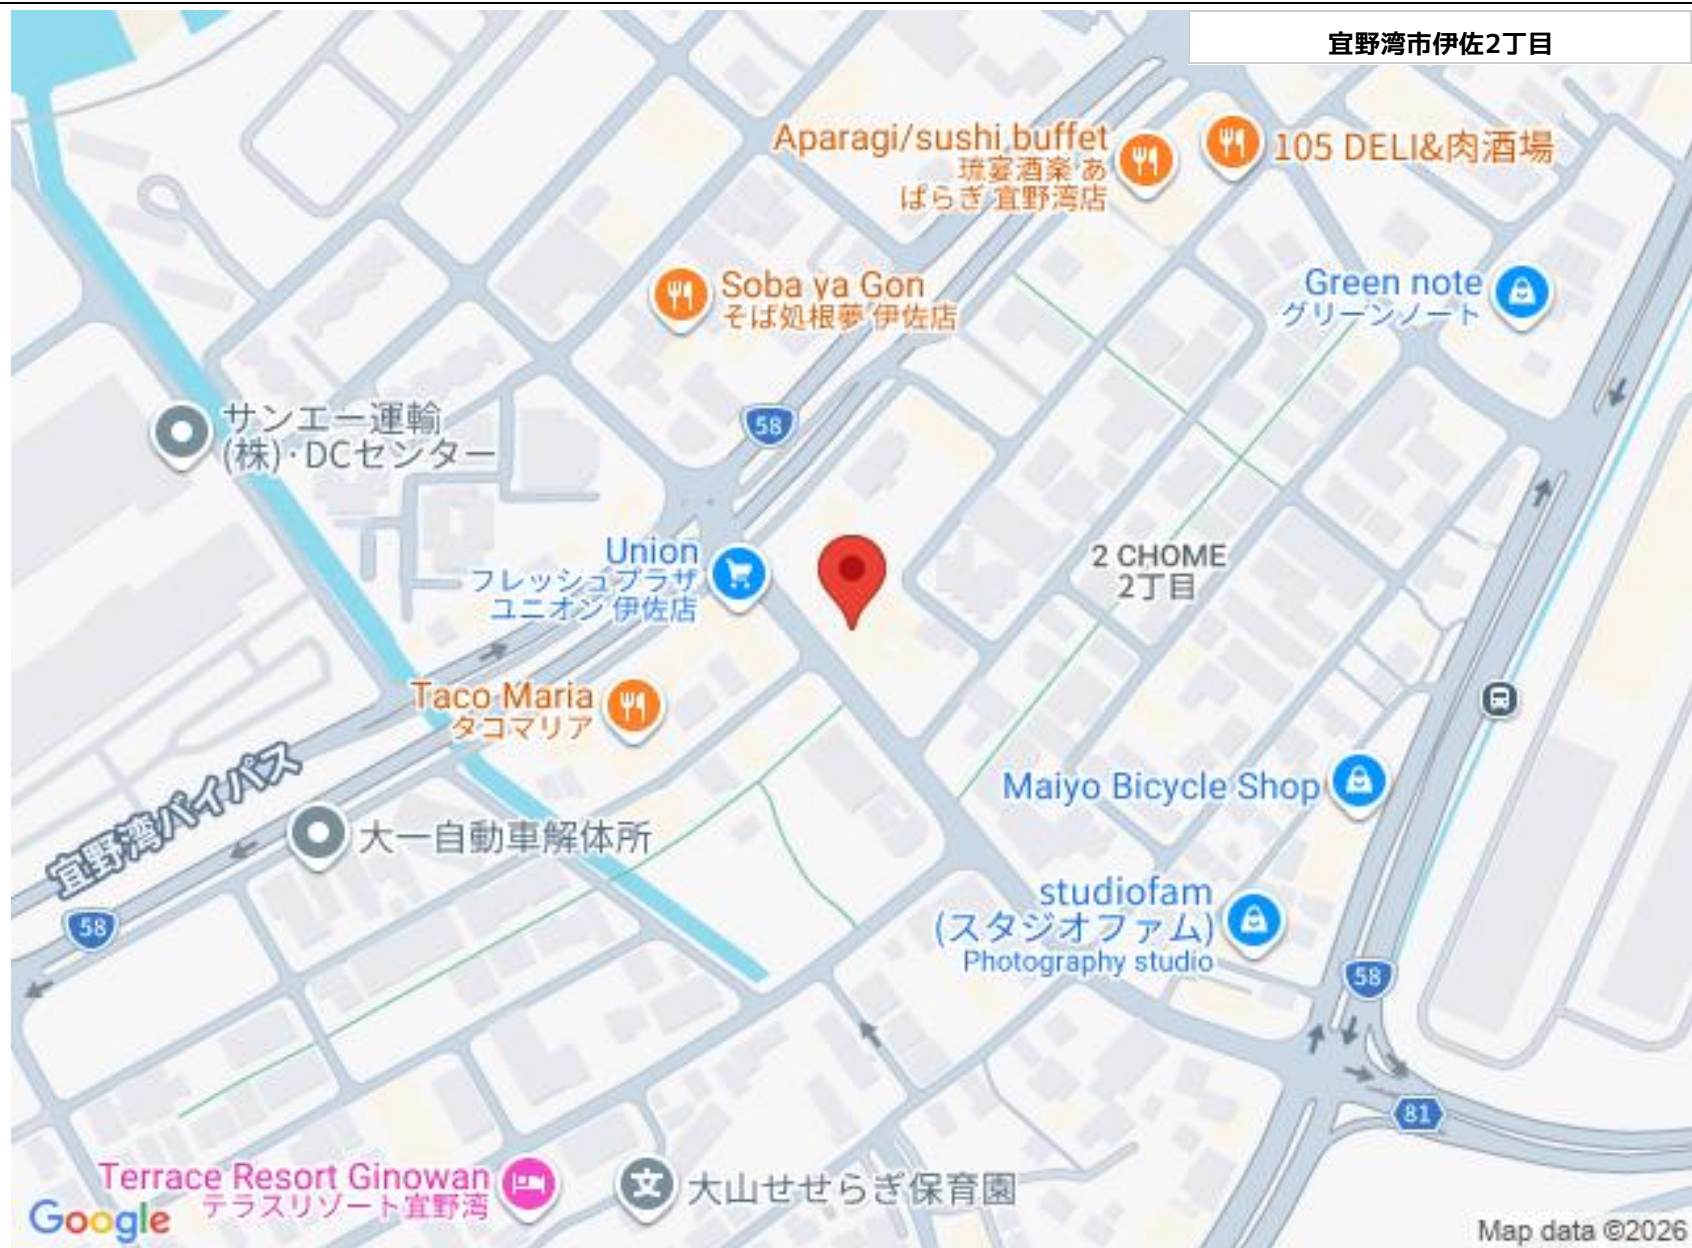 宜野湾市伊佐2丁目
Aparagi/sushi buffet
琉宴酒楽 あ
ぱらぎ 宜野湾店
105 DELI&肉酒場
Soba ya Gon
そば処根夢 伊佐店
Green note
グリーンノート
サンエー運輸
(株)・DCセンター
58
Union
フレッシュプラザ
ユニオン 伊佐店
2 CHOME
2丁目
Taco Maria
タコマリア
宜野湾バイパス
Maiyo Bicycle Shop
大一自動車解体所
58
studiofam
(スタジオファム)
Photography studio
58
81
Terrace Resort Ginowan
テラスリゾート宜野湾
文
大山せせらぎ保育園
Google
Map data ©2026